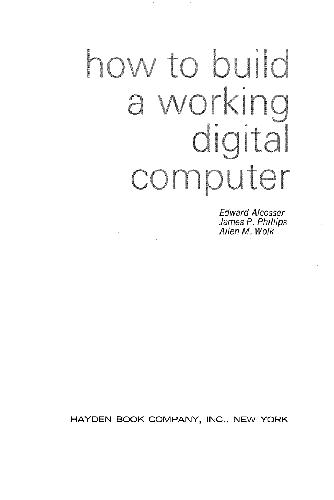 how to build
a working
digital
computer
Edward Alcosser
James P. Phillips
Allen M. Wolk
HAYDEN BOOK COMPANY, INC., NEW YORK